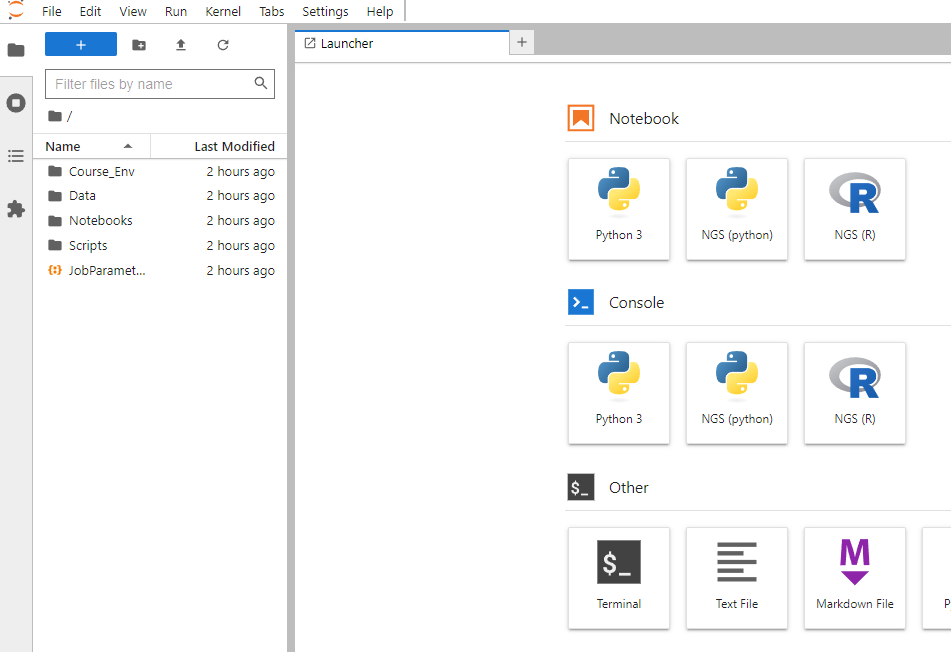 File Edit View Run Kernel Tabs Settings Help
Launcher
Filter files by name
/
Name Last Modified
Course_Env 2 hours ago
Data 2 hours ago
Notebooks 2 hours ago
Scripts 2 hours ago
JobParamet... 2 hours ago
Notebook
Python 3 NGS (python) NGS (R)
Console
Python 3 NGS (python) NGS (R)
$_ Other
$_ M
Terminal Text File Markdown File P